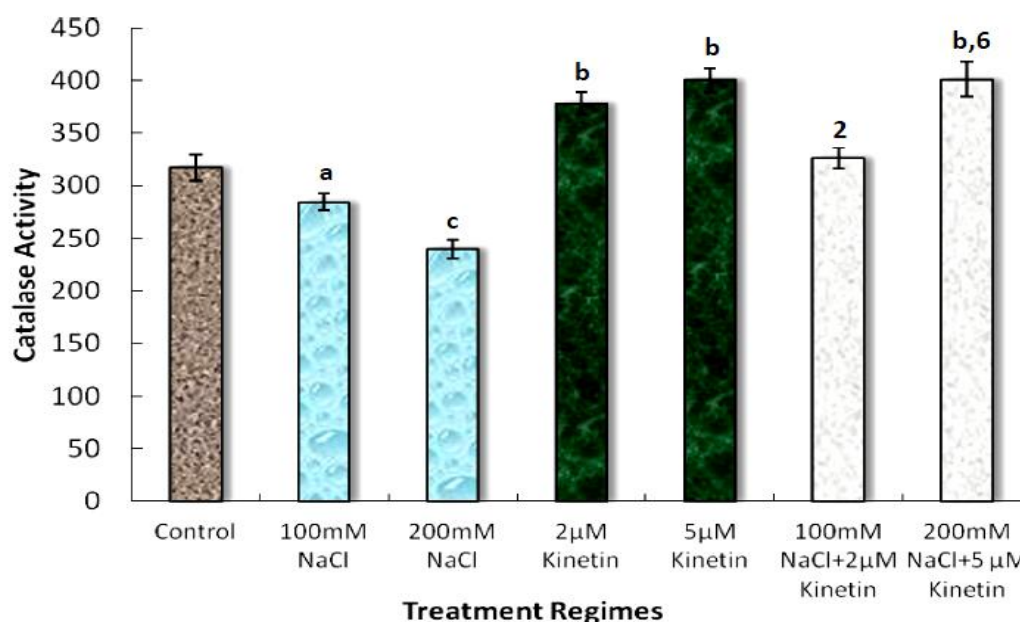 Catalase Activity
450
400
350
300
250
200
150
100
50
0
a
c
b
b
2
b,6
Control
100mM
NaCl
200mM
NaCl
2μM
Kinetin
5μM
Kinetin
100mM
NaCl+2μM
Kinetin
200mM
NaCl+5 μM
Kinetin
Treatment Regimes